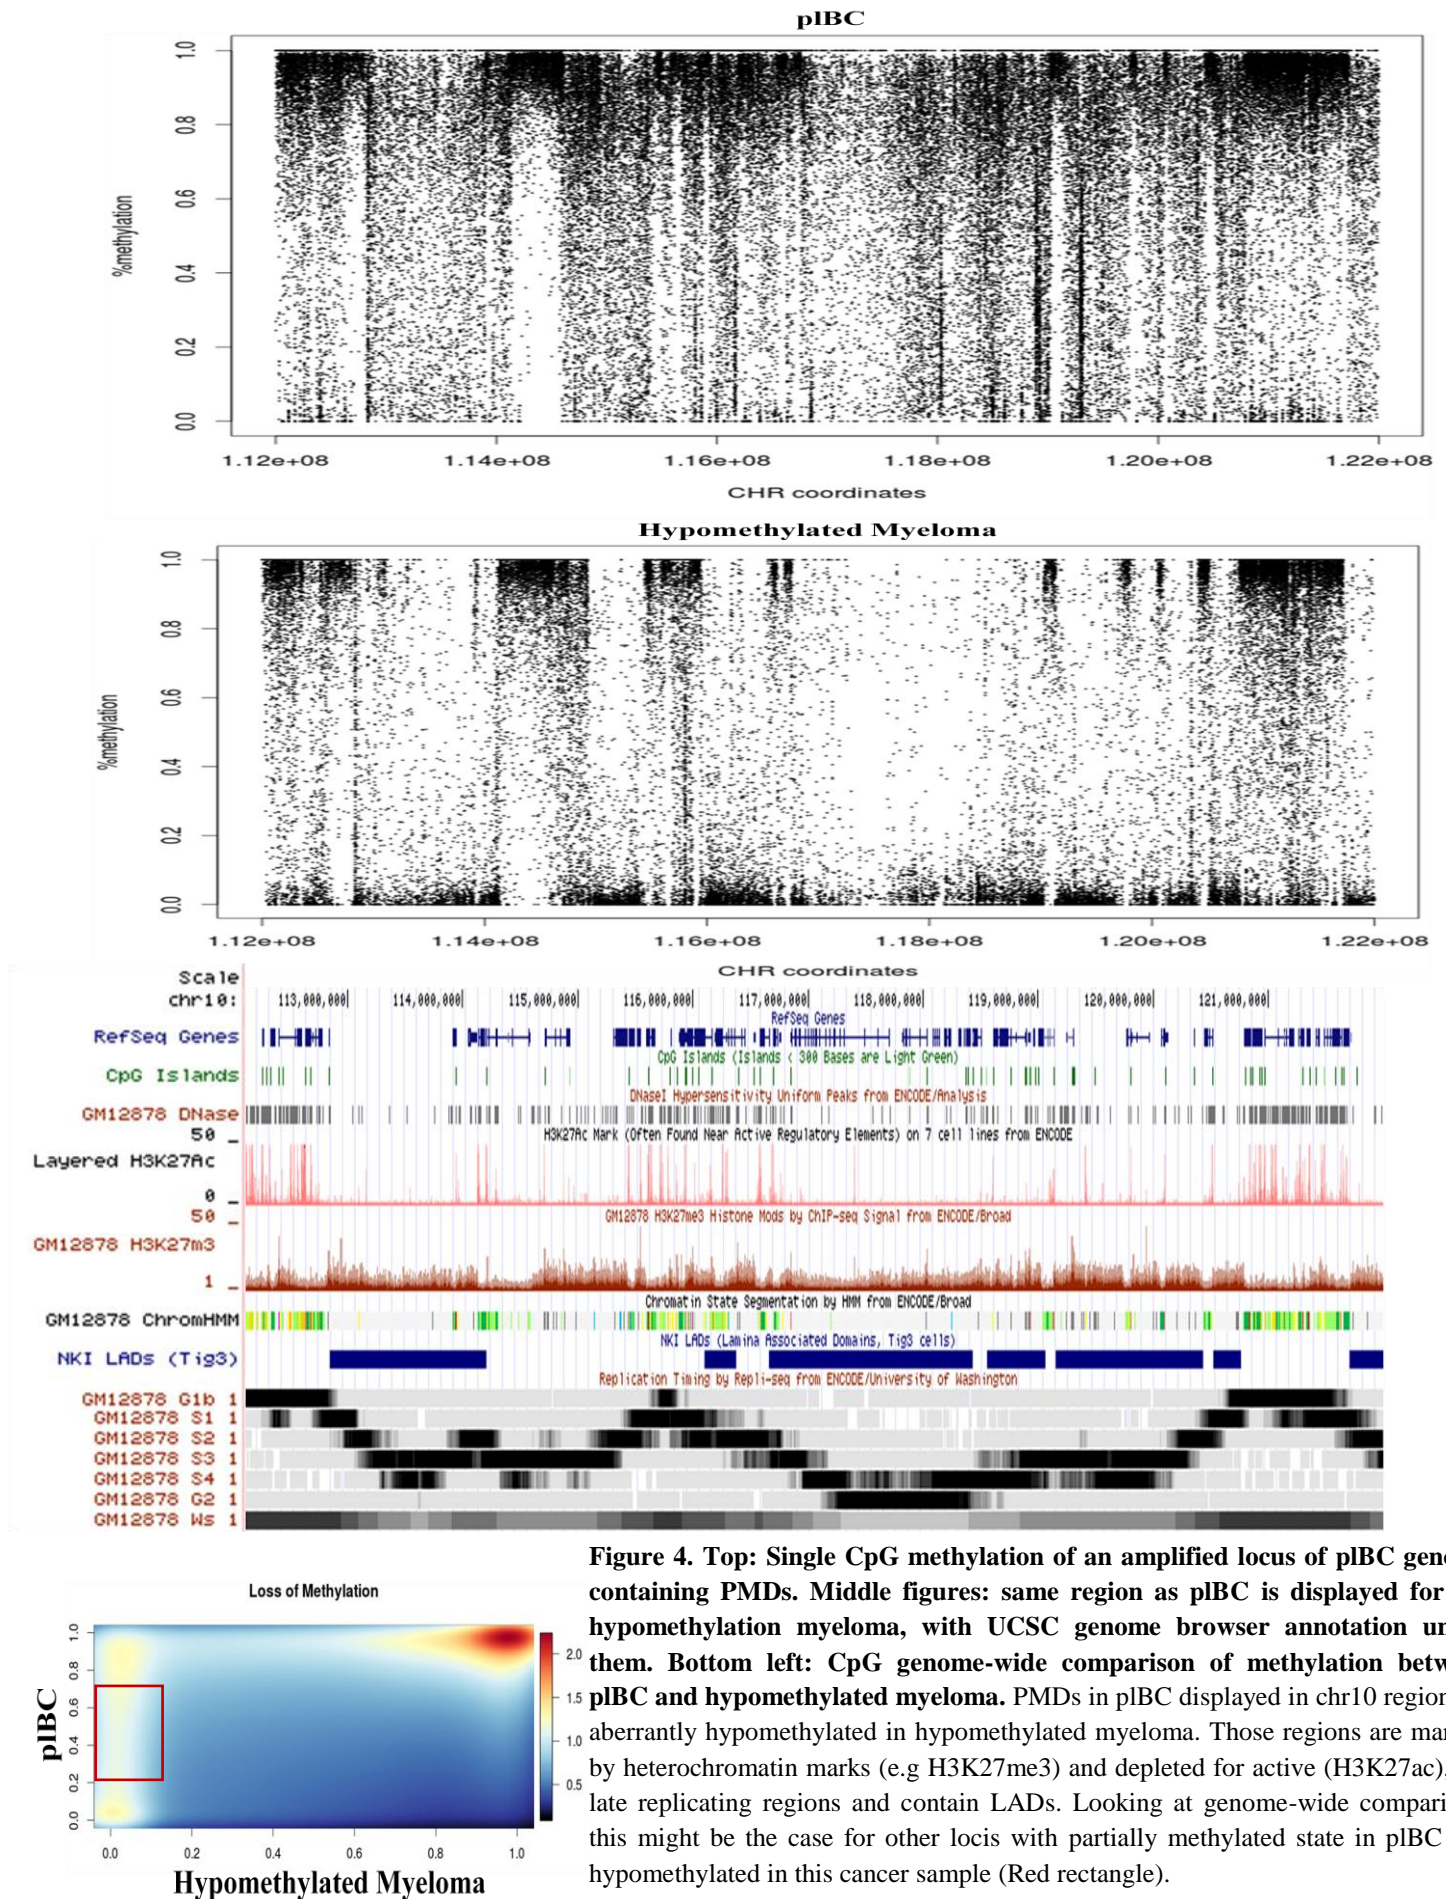 plBC
1.0
0.8
0.6
0.4
0.2
0.0
%methylation
1.12e+08 1.14e+08 1.16e+08 1.18e+08 1.20e+08 1.22e+08
CHR coordinates
Hypomethylated Myeloma
1.0
0.8
0.6
0.4
0.2
0.0
%methylation
1.12e+08 1.14e+08 1.16e+08 1.18e+08 1.20e+08 1.22e+08
CHR coordinates
Scale
chr10: 113,000,000| 114,000,000| 115,000,000| 116,000,000| 117,000,000| 118,000,000| 119,000,000| 120,000,000| 121,000,000|
RefSeq Genes
RefSeq Genes
CpG Islands (Islands < 300 Bases are Light Green)
CpG Islands
DNaseI Hypersensitivity Uniform Peaks from ENCODE/Analysis
GM12878 DNase
50 _ H3K27Ac Mark (Often Found Near Active Regulatory Elements) on 7 cell lines from ENCODE
Layered H3K27Ac
0 _
50 _ GM12878 H3K27me3 Histone Mods by ChIP-seq Signal from ENCODE/Broad
GM12878 H3K27m3
1 _
Chromatin State Segmentation by HMM from ENCODE/Broad
GM12878 ChromHMM
NKI LADs (Lamina Associated Domains, Tig3 cells)
NKI LADs (Tig3)
Replication Timing by Repli-seq from ENCODE/University of Washington
GM12878 G1b 1
GM12878 S1 1
GM12878 S2 1
GM12878 S3 1
GM12878 S4 1
GM12878 G2 1
GM12878 Ws 1
Figure 4. Top: Single CpG methylation of an amplified locus of plBC
containing PMDs. Middle figures: same region as plBC is displayed for
hypomethylation myeloma, with UCSC genome browser annotation
them. Bottom left: CpG genome-wide comparison of methylation
plBC and hypomethylated myeloma. PMDs in plBC displayed in chr10 region
aberrantly hypomethylated in hypomethylated myeloma. Those regions are
by heterochromatin marks (e.g H3K27me3) and depleted for active (H3K27ac),
late replicating regions and contain LADs. Looking at genome-wide
this might be the case for other locis with partially methylated state in plBC
hypomethylated in this cancer sample (Red rectangle).
Loss of Methylation
1.0
0.8
0.6
0.4
0.2
0.0
plBC
2.0
1.5
1.0
0.5
0.0 0.2 0.4 0.6 0.8 1.0
Hypomethylated Myeloma